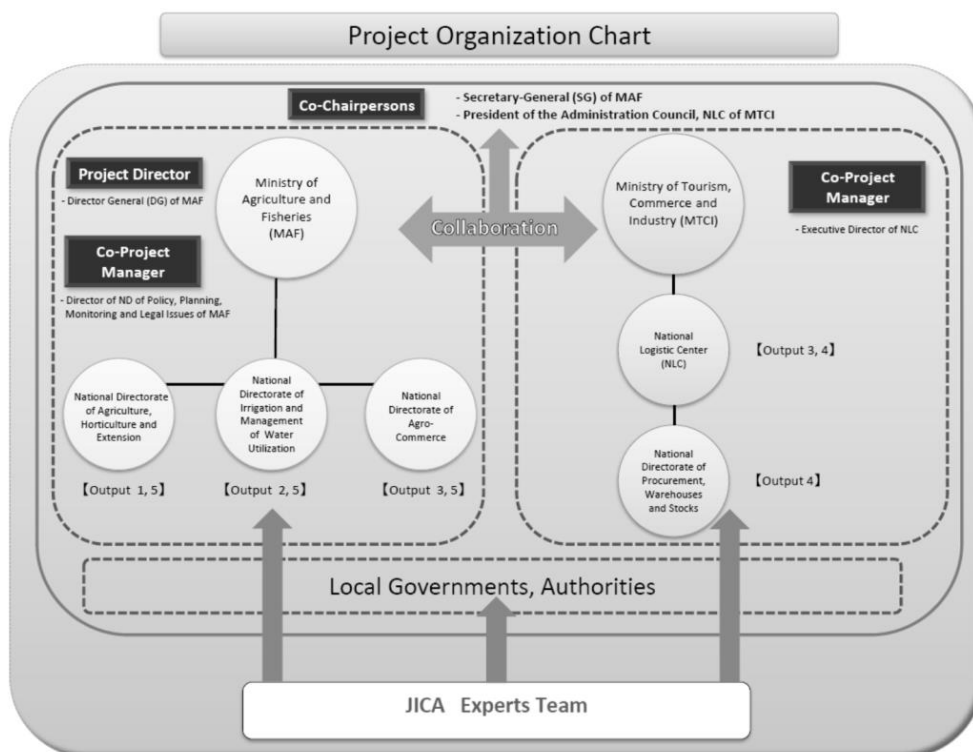 Project Organization Chart
Co-Chairpersons
- Secretary-General (SG) of MAF
- President of the Administration Council, NLC of MTCI
Project Director
- Director General (DG) of MAF
Co-Project
Manager
- Director of ND of Policy, Planning,
Monitoring and Legal Issues of MAF
Ministry of
Agriculture and
Fisheries
(MAF)
Collaboration
Ministry of Tourism,
Commerce and
Industry (MTCI)
Co-Project
Manager
- Executive Director of NLC
National Directorate
of Agriculture,
Horticulture and
Extension
【Output 1, 5】
National
Directorate of
Irrigation and
Management
of Water
Utilization
【Output 2, 5】
National
Directorate of
Agro-
Commerce
【Output 3, 5】
National
Logistic Center
(NLC)
【Output 3, 4】
National
Directorate of
Procurement,
Warehouses
and Stocks
【Output 4】
Local Governments, Authorities
JICA Experts Team